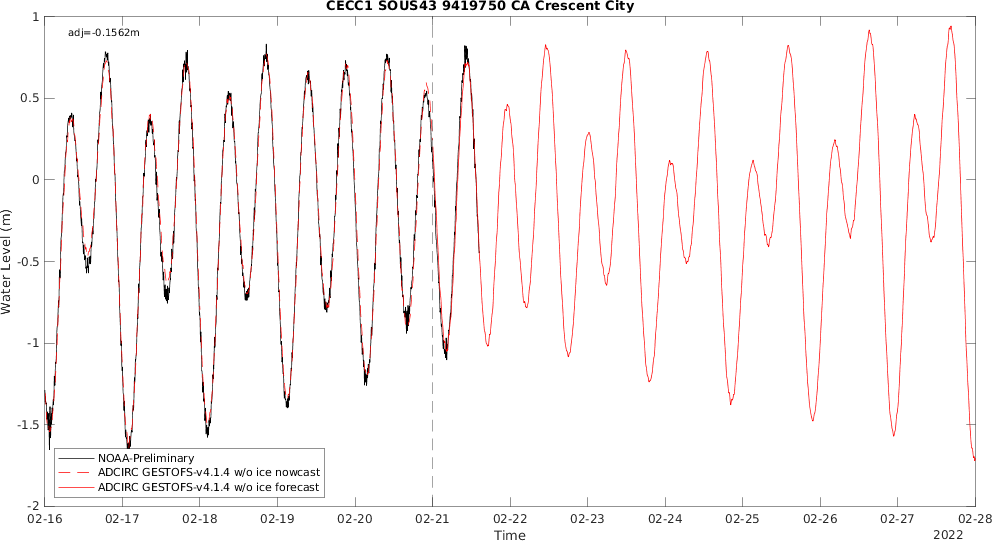 CECC1 SOUS43 9419750 CA Crescent City
adj=-0.1562m
1
0.5
0
-0.5
-1
-1.5
-2
Water Level (m)
NOAA-Preliminary
ADCIRC GESTOFS-v4.1.4 w/o ice nowcast
ADCIRC GESTOFS-v4.1.4 w/o ice forecast
02-16 02-17 02-18 02-19 02-20 02-21 02-22 02-23 02-24 02-25 02-26 02-27 02-28
Time
2022